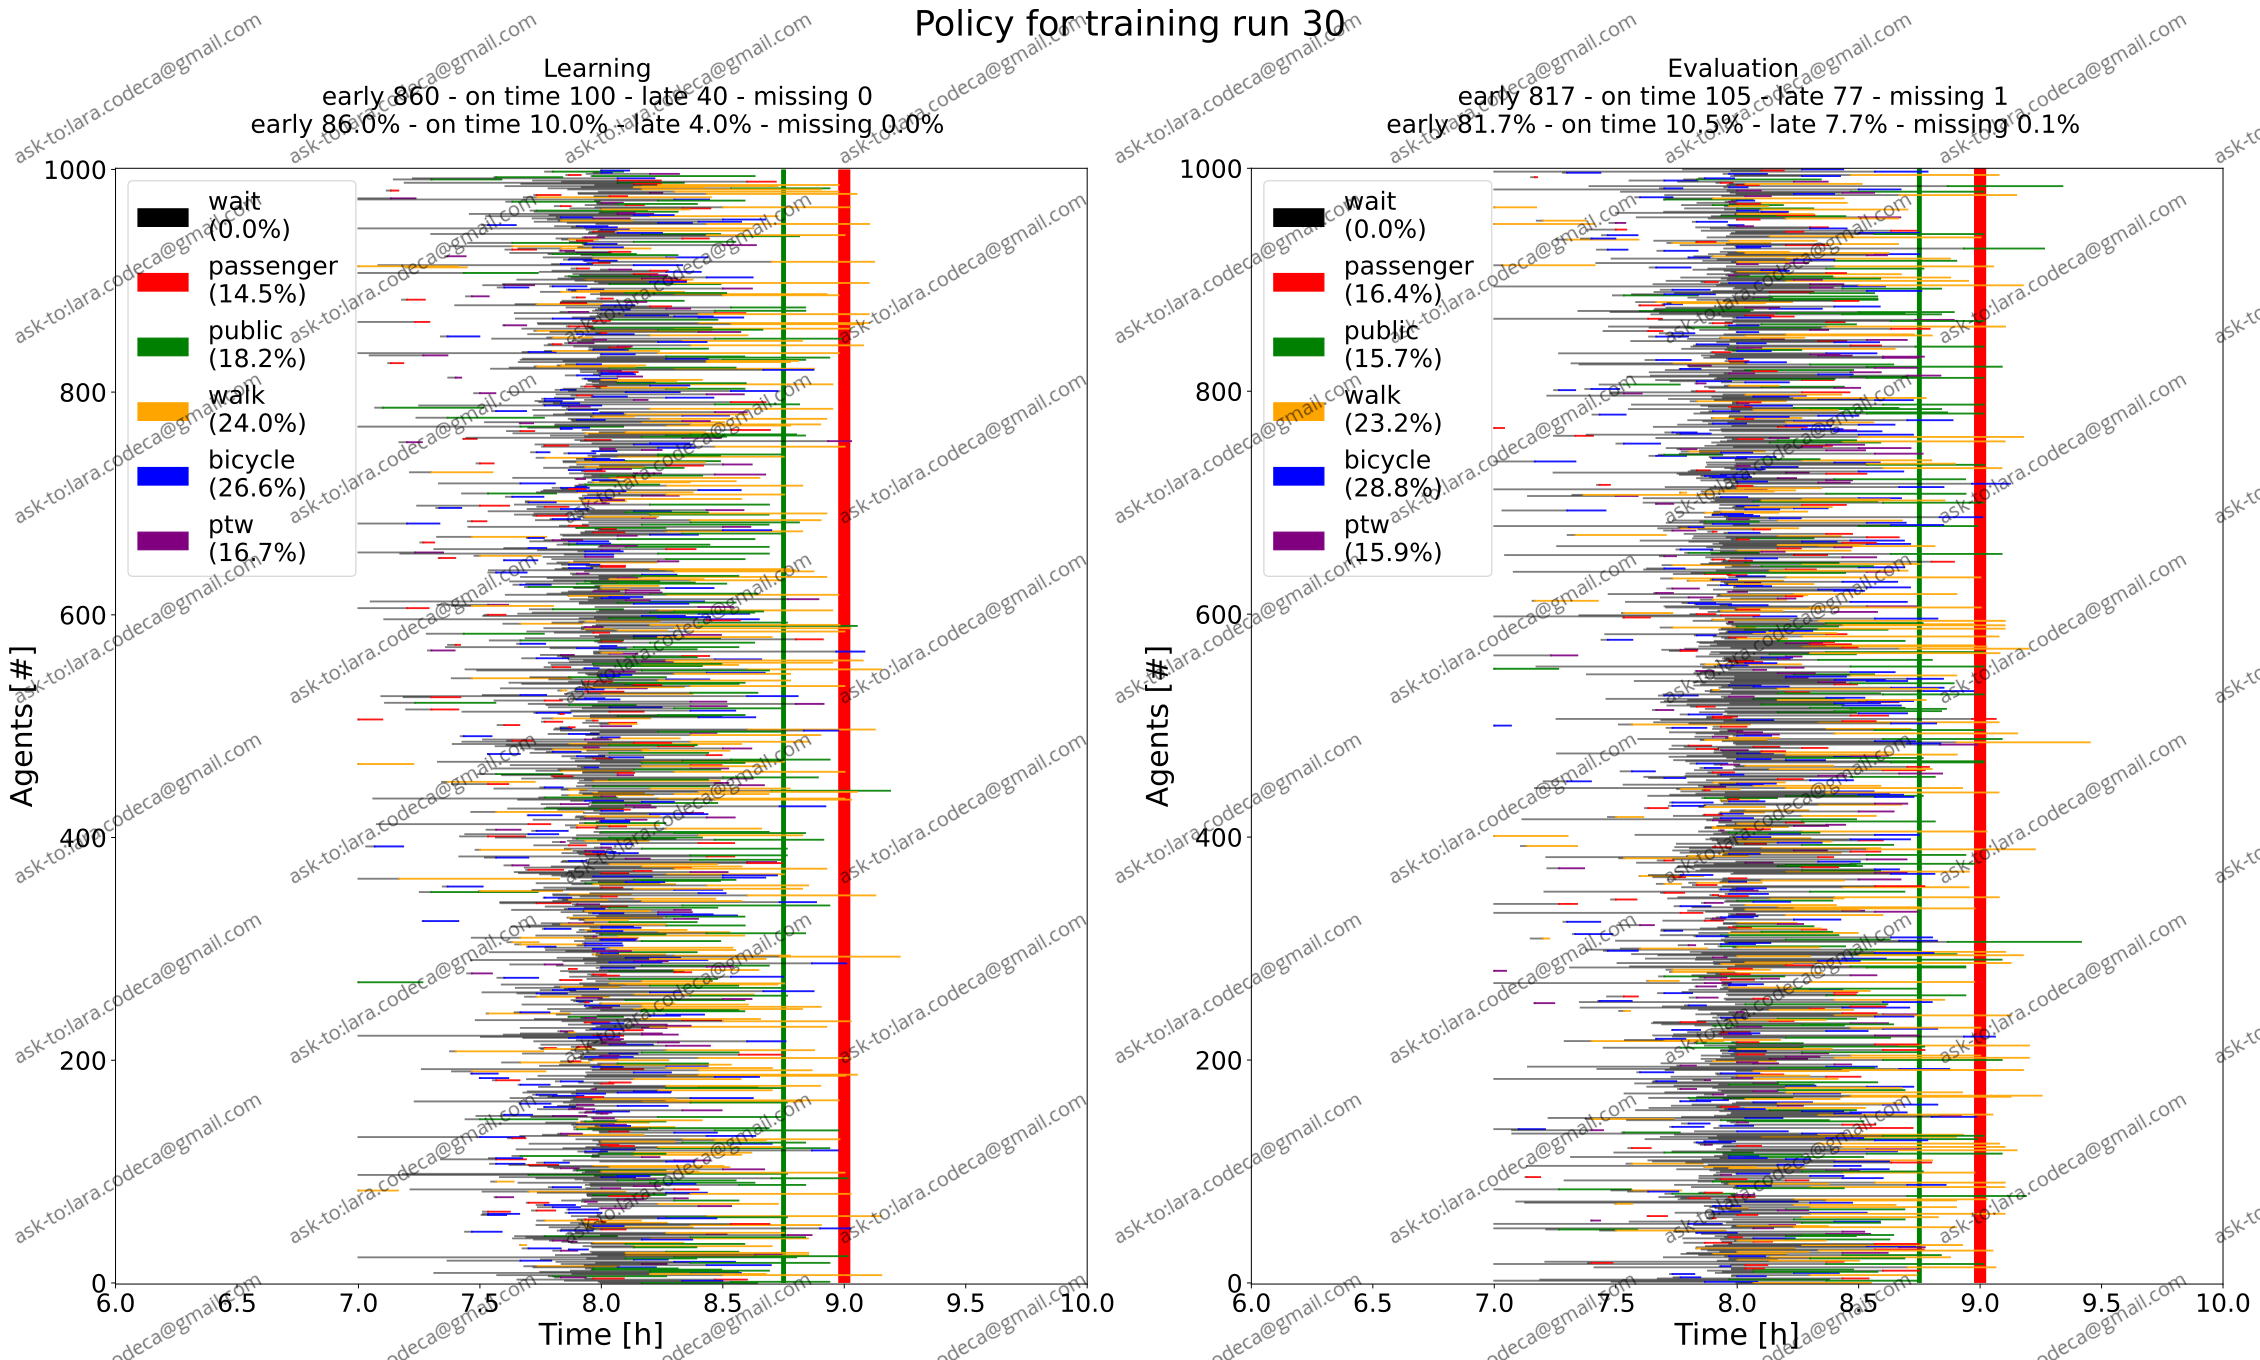 Policy for training run 30
Learning
early 860 - on time 100 - late 40 - missing 0
early 86.0% - on time 10.0% - late 4.0% - missing 0.0%
1000
800
600
400
200
0
Agents [#]
wait
(0.0%)
passenger
(14.5%)
public
(18.2%)
walk
(24.0%)
bicycle
(26.6%)
ptw
(16.7%)
6.0 6.5 7.0 7.5 8.0 8.5 9.0 9.5 10.0
Time [h]
Evaluation
early 817 - on time 105 - late 77 - missing 1
early 81.7% - on time 10.5% - late 7.7% - missing 0.1%
1000
800
600
400
200
0
Agents [#]
wait
(0.0%)
passenger
(16.4%)
public
(15.7%)
walk
(23.2%)
bicycle
(28.8%)
ptw
(15.9%)
6.0 6.5 7.0 7.5 8.0 8.5 9.0 9.5 10.0
Time [h]
ask-to:lara.codeca@gmail.com